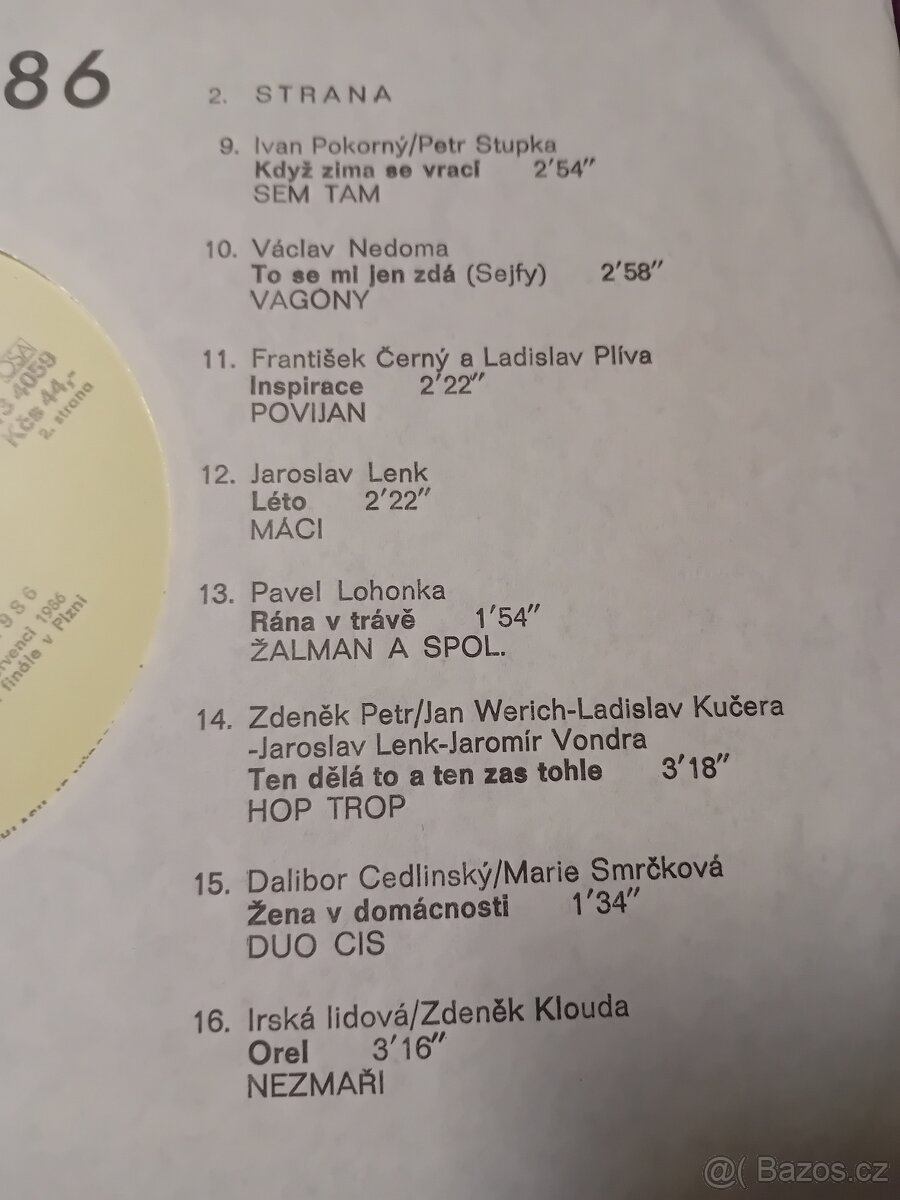 86
2. STRANA
9. Ivan Pokorný/Petr Stupka
Když zima se vrací 2′54″
SEM TAM
10. Václav Nedoma
To se mi jen zdá (Sejfy) 2′58″
VAGÓNY
11. František Černý a Ladislav Plíva
Inspirace 2′22″
POVIJAN
12. Jaroslav Lenk
Léto 2′22″
MÁCI
13. Pavel Lohonka
Rána v trávě 1′54″
ŽALMAN A SPOL.
14. Zdeněk Petr/Jan Werich-Ladislav Kučera
-Jaroslav Lenk-Jaromír Vondra
Ten dělá to a ten zas tohle 3′18″
HOP TROP
15. Dalibor Cedlinský/Marie Smrčková
Žena v domácnosti 1′34″
DUO CIS
16. Irská lidová/Zdeněk Klouda
Orel 3′16″
NEZMAŘI
OSA
13 4059
Kčs 44,-
2. strana
1986
1986
finále v Plzni
@( Bazos.cz